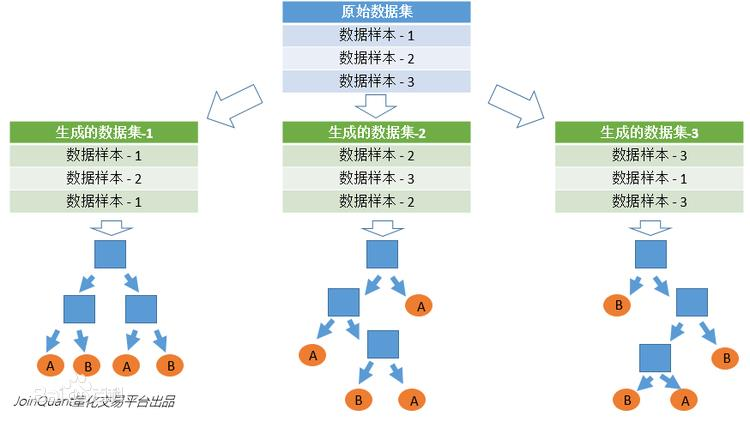 原始数据集
数据样本 - 1
数据样本 - 2
数据样本 - 3
生成的数据集-1
数据样本 - 1
数据样本 - 2
数据样本 - 1
生成的数据集-2
数据样本 - 2
数据样本 - 3
数据样本 - 2
生成的数据集-3
数据样本 - 3
数据样本 - 1
数据样本 - 3
A B A B
A
A
B A
B
B
B A
Bai百科
JoinQuant量化交易平台出品